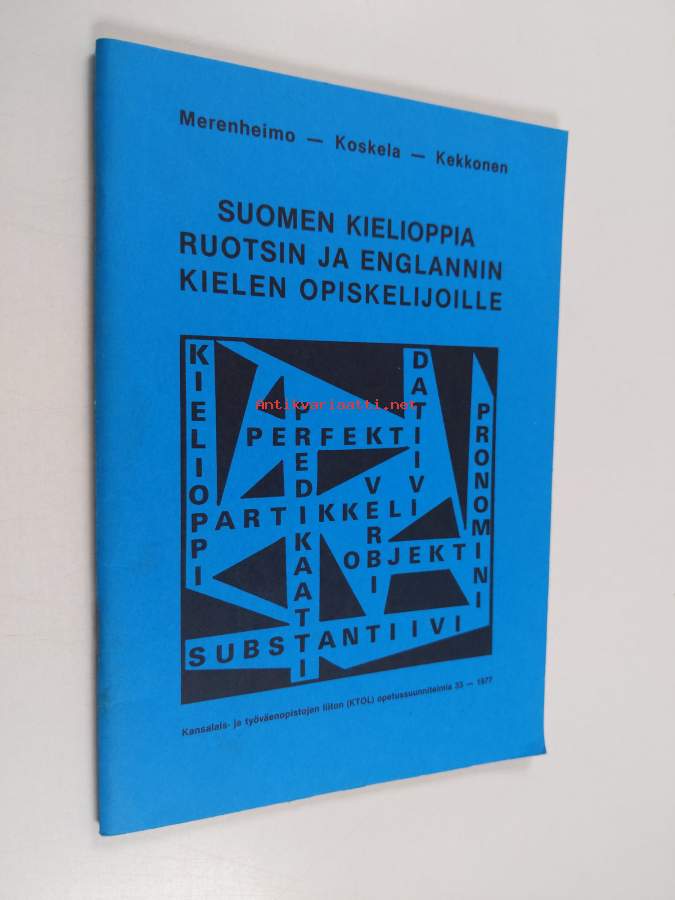 Merenheimo — Koskela — Kekkonen
SUOMEN KIELIOPPIA
RUOTSIN JA ENGLANNIN
KIELEN OPISKELIJOILLE
KIELIOPPI
DATIIVI
PRONOMINI
PREDIKAATTI
PERFEKTI
VERBI
PARTIKKELI
OBJEKTI
SUBSTANTIIVI
Antikvariaatti.net
Kansalais- ja työväenopistojen liiton (KTOL) opetussuunnitelmia 33 — 1977